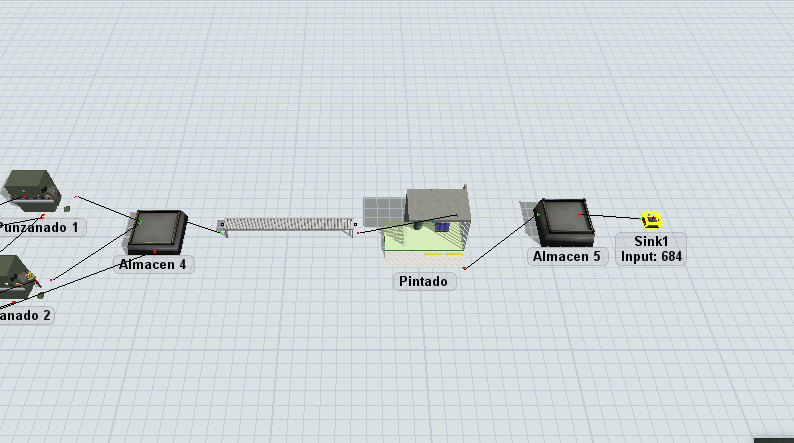 Punzanado 1
Almacen 4
anado 2
Pintado
Almacen 5
Sink1
Input: 684